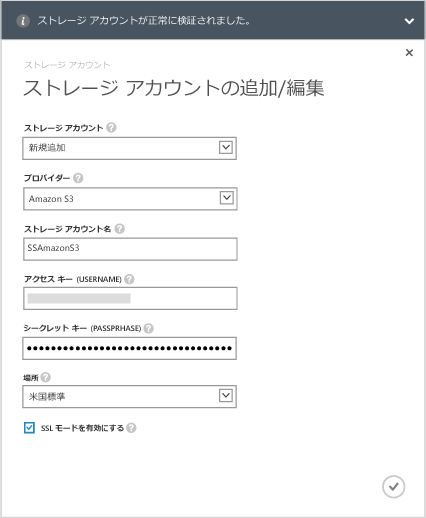 ストレージ アカウントが正常に検証されました。
ストレージ アカウント
ストレージ アカウントの追加/編集
ストレージ アカウント ?
新規追加
プロバイダー ?
Amazon S3
ストレージ アカウント名 ?
SSAmazonS3
アクセス キー (USERNAME) ?
シークレット キー (PASSPRHASE) ?
場所 ?
米国標準
SSL モードを有効にする ?